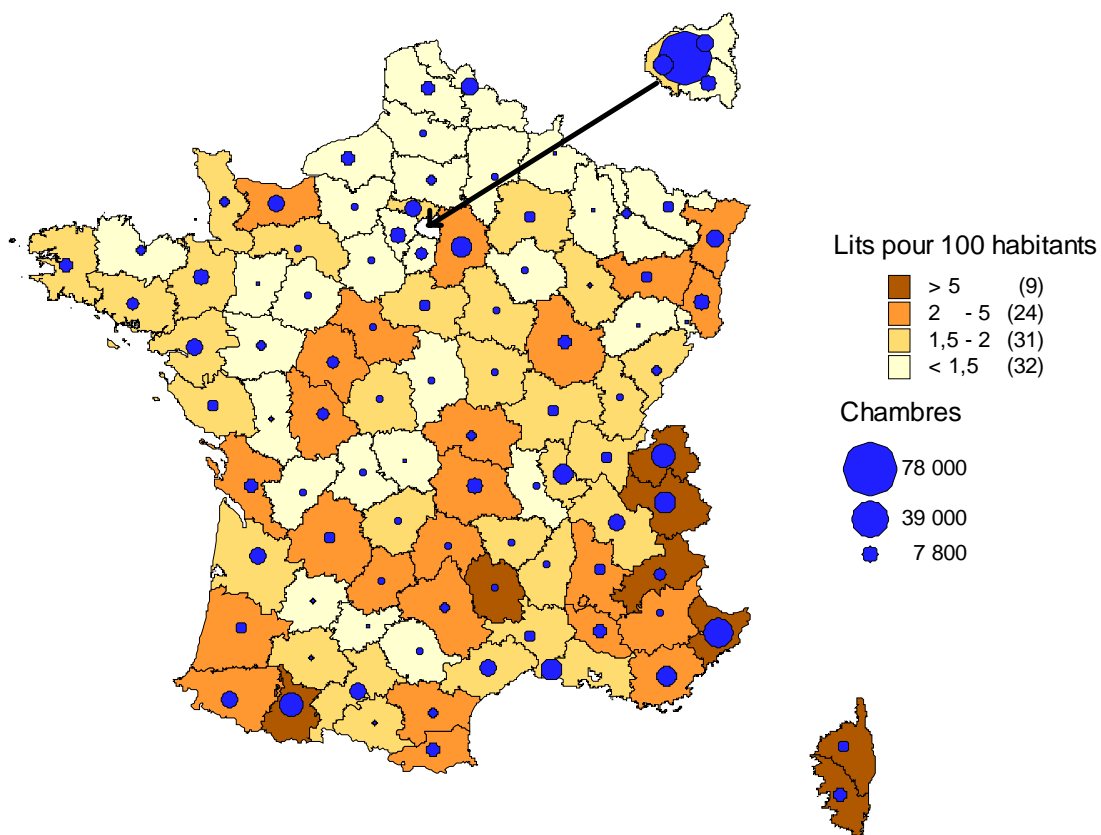 Lits pour 100 habitants
> 5 (9)
2 - 5 (24)
1,5 - 2 (31)
< 1,5 (32)
Chambres
78 000
39 000
7 800